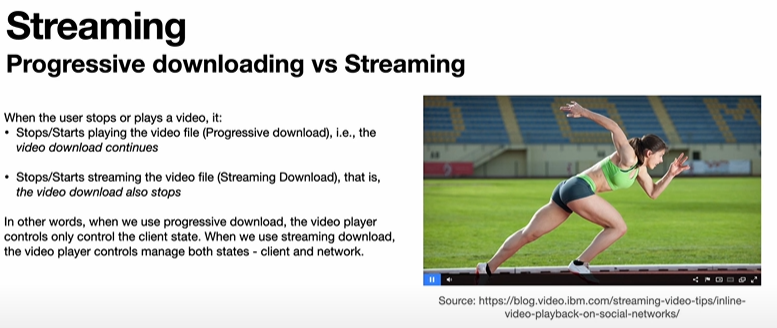 Streaming
Progressive downloading vs Streaming
When the user stops or plays a video, it:
• Stops/Starts playing the video file (Progressive download), i.e., the
video download continues
• Stops/Starts streaming the video file (Streaming Download), that is,
the video download also stops
In other words, when we use progressive download, the video player
controls only control the client state. When we use streaming download,
the video player controls manage both states - client and network.
Source: https://blog.video.ibm.com/streaming-video-tips/inline-
video-playback-on-social-networks/